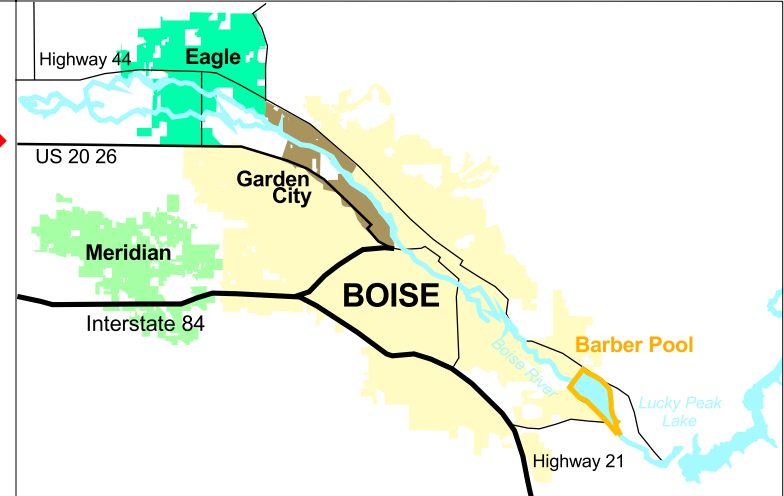 Highway 44
Eagle
US 20 26
Garden
City
Meridian
BOISE
Interstate 84
Boise River
Barber Pool
Lucky Peak
Lake
Highway 21